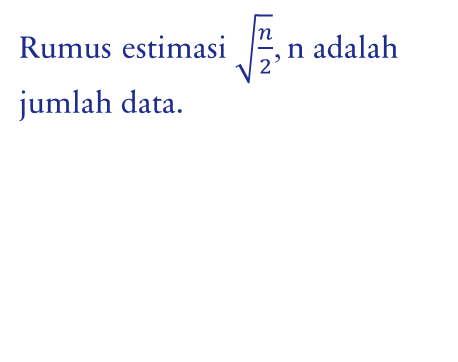 Rumus estimasi √(n/2), n adalah
jumlah data.